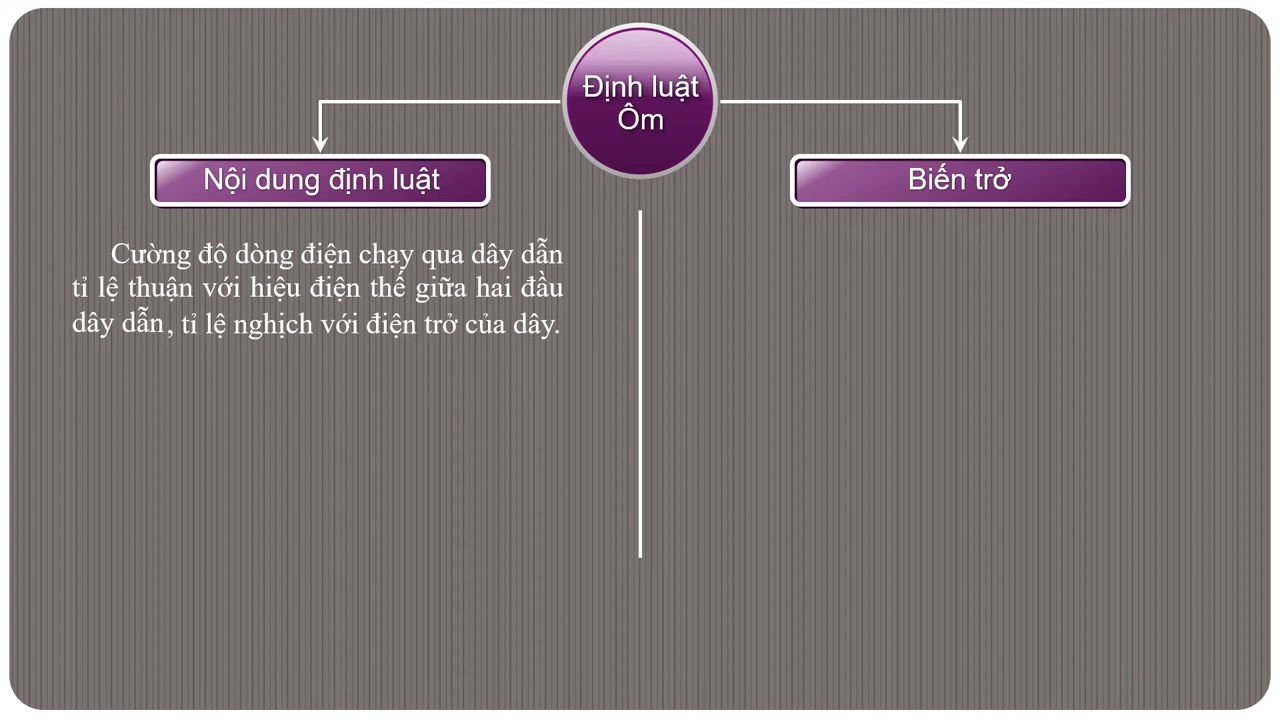 Định luật
Ôm
Nội dung định luật
Biến trở
Cường độ dòng điện chạy qua dây dẫn
tỉ lệ thuận với hiệu điện thế giữa hai đầu
dây dẫn, tỉ lệ nghịch với điện trở của dây.